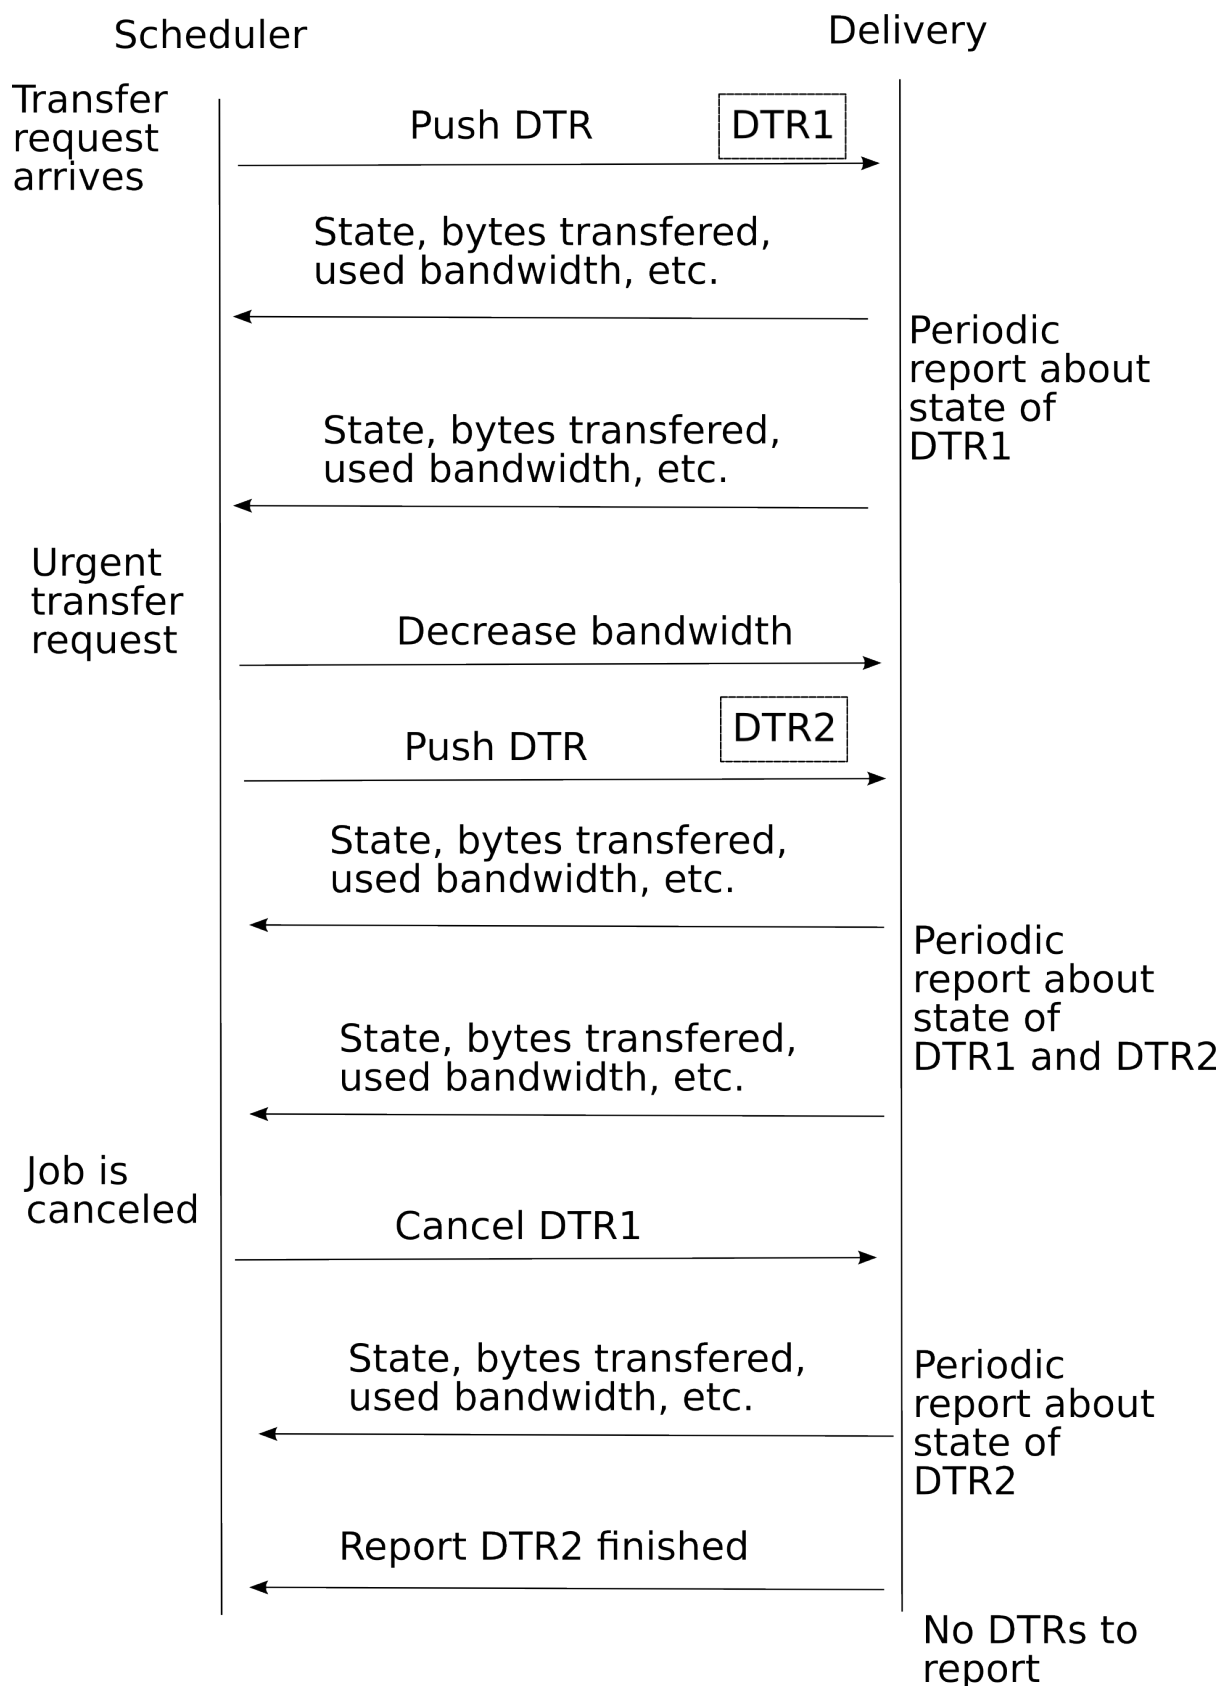 Scheduler
Delivery
Transfer
request
arrives
Push DTR
DTR1
State, bytes transfered,
used bandwidth, etc.
Periodic
report about
state of
DTR1
State, bytes transfered,
used bandwidth, etc.
Urgent
transfer
request
Decrease bandwidth
Push DTR
DTR2
State, bytes transfered,
used bandwidth, etc.
Periodic
report about
state of
DTR1 and DTR2
State, bytes transfered,
used bandwidth, etc.
Job is
canceled
Cancel DTR1
State, bytes transfered,
used bandwidth, etc.
Periodic
report about
state of
DTR2
Report DTR2 finished
No DTRs to
report